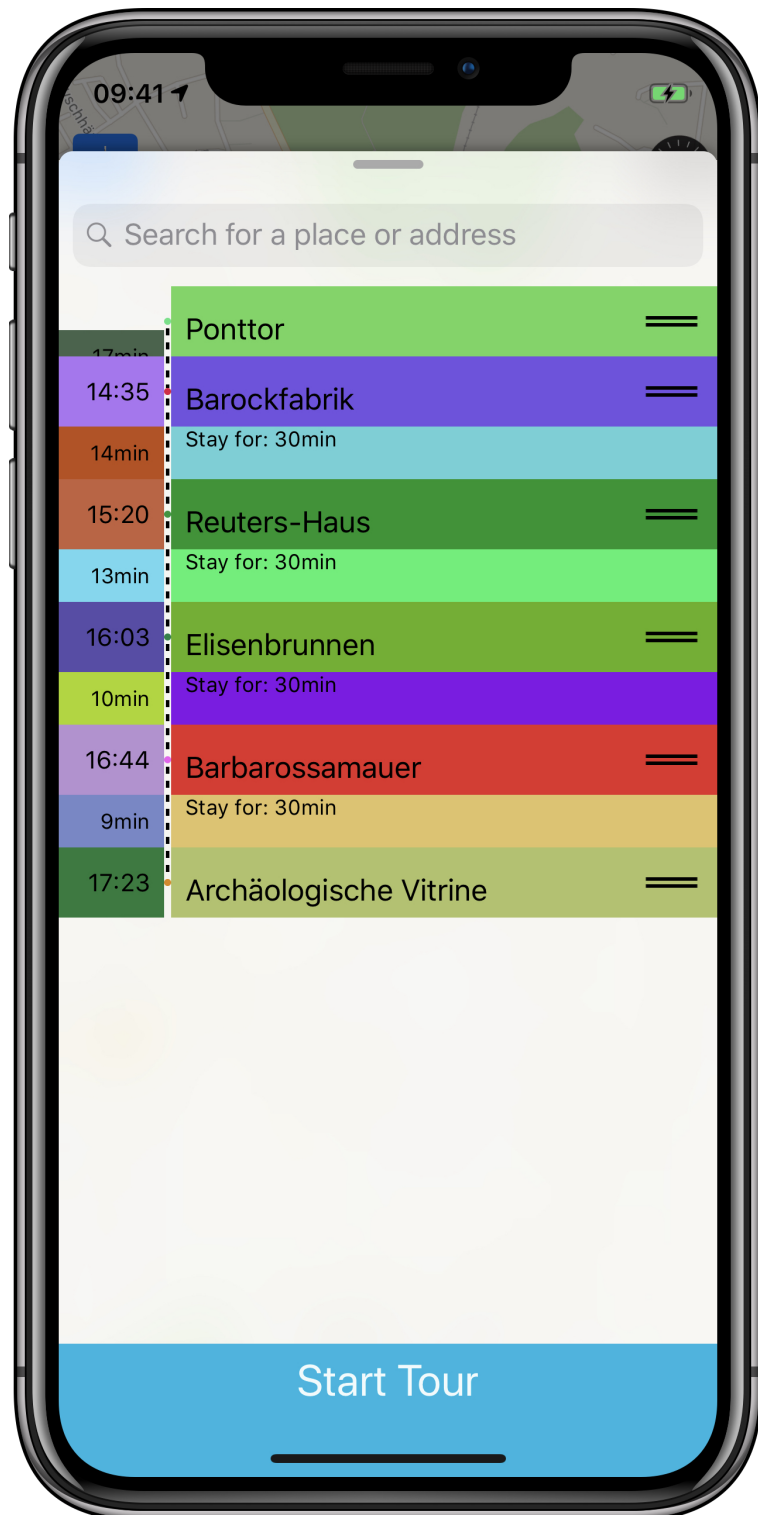 09:41
Search for a place or address
Ponttor
17min
14:35 Barockfabrik
Stay for: 30min
14min
15:20 Reuters-Haus
Stay for: 30min
13min
16:03 Elisenbrunnen
Stay for: 30min
10min
16:44 Barbarossamauer
Stay for: 30min
9min
17:23 Archäologische Vitrine
Start Tour